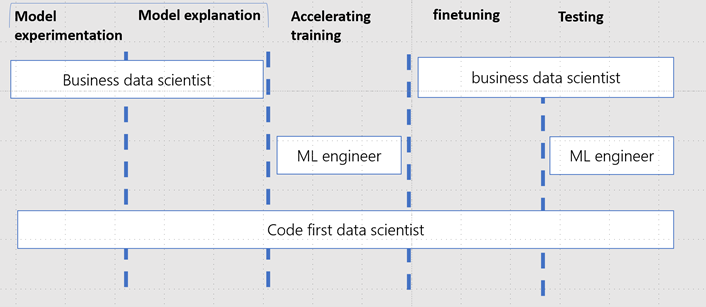 Model
experimentation
Model explanation
Accelerating
training
finetuning
Testing
Business data scientist
business data scientist
ML engineer
ML engineer
Code first data scientist